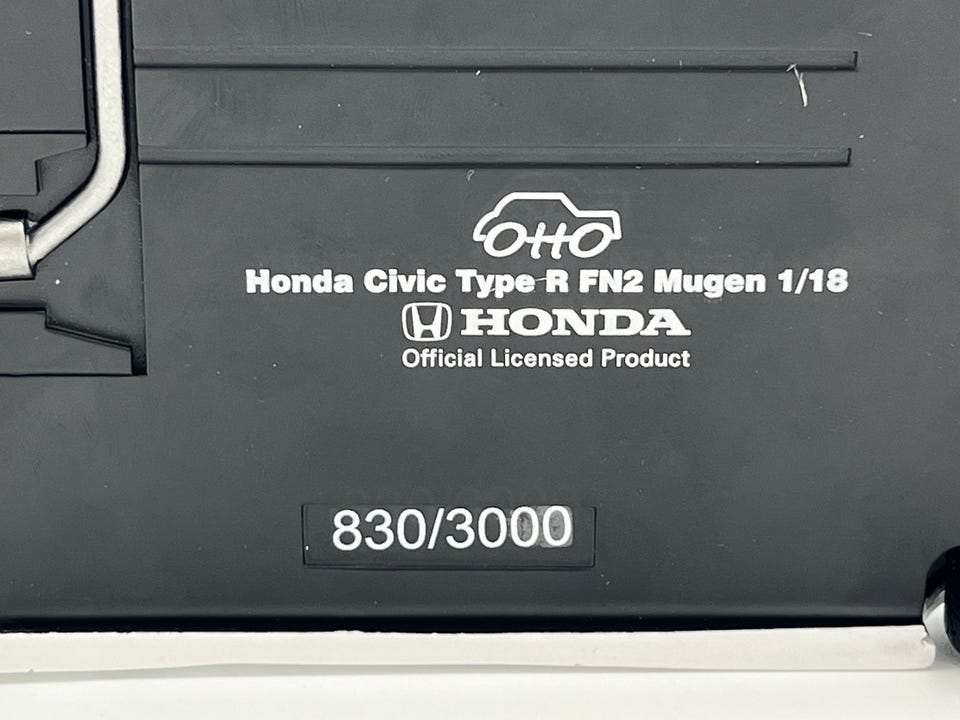 OttO
Honda Civic Type R FN2 Mugen 1/18
HONDA
Official Licensed Product
830/3000